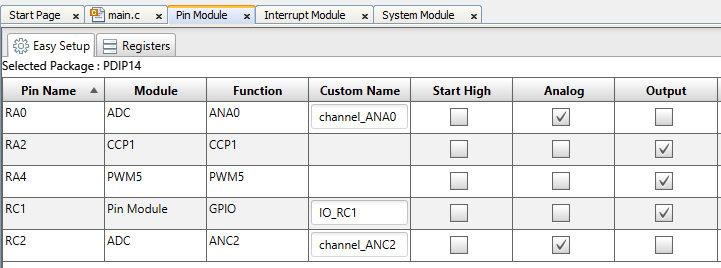 Start Page x main.c x Pin Module x Interrupt Module x System Module x
Easy Setup Registers
Selected Package : PDIP14
Pin Name Module Function Custom Name Start High Analog Output
RA0 ADC ANA0 channel_ANA0
RA2 CCP1 CCP1
RA4 PWM5 PWM5
RC1 Pin Module GPIO IO_RC1
RC2 ADC ANC2 channel_ANC2